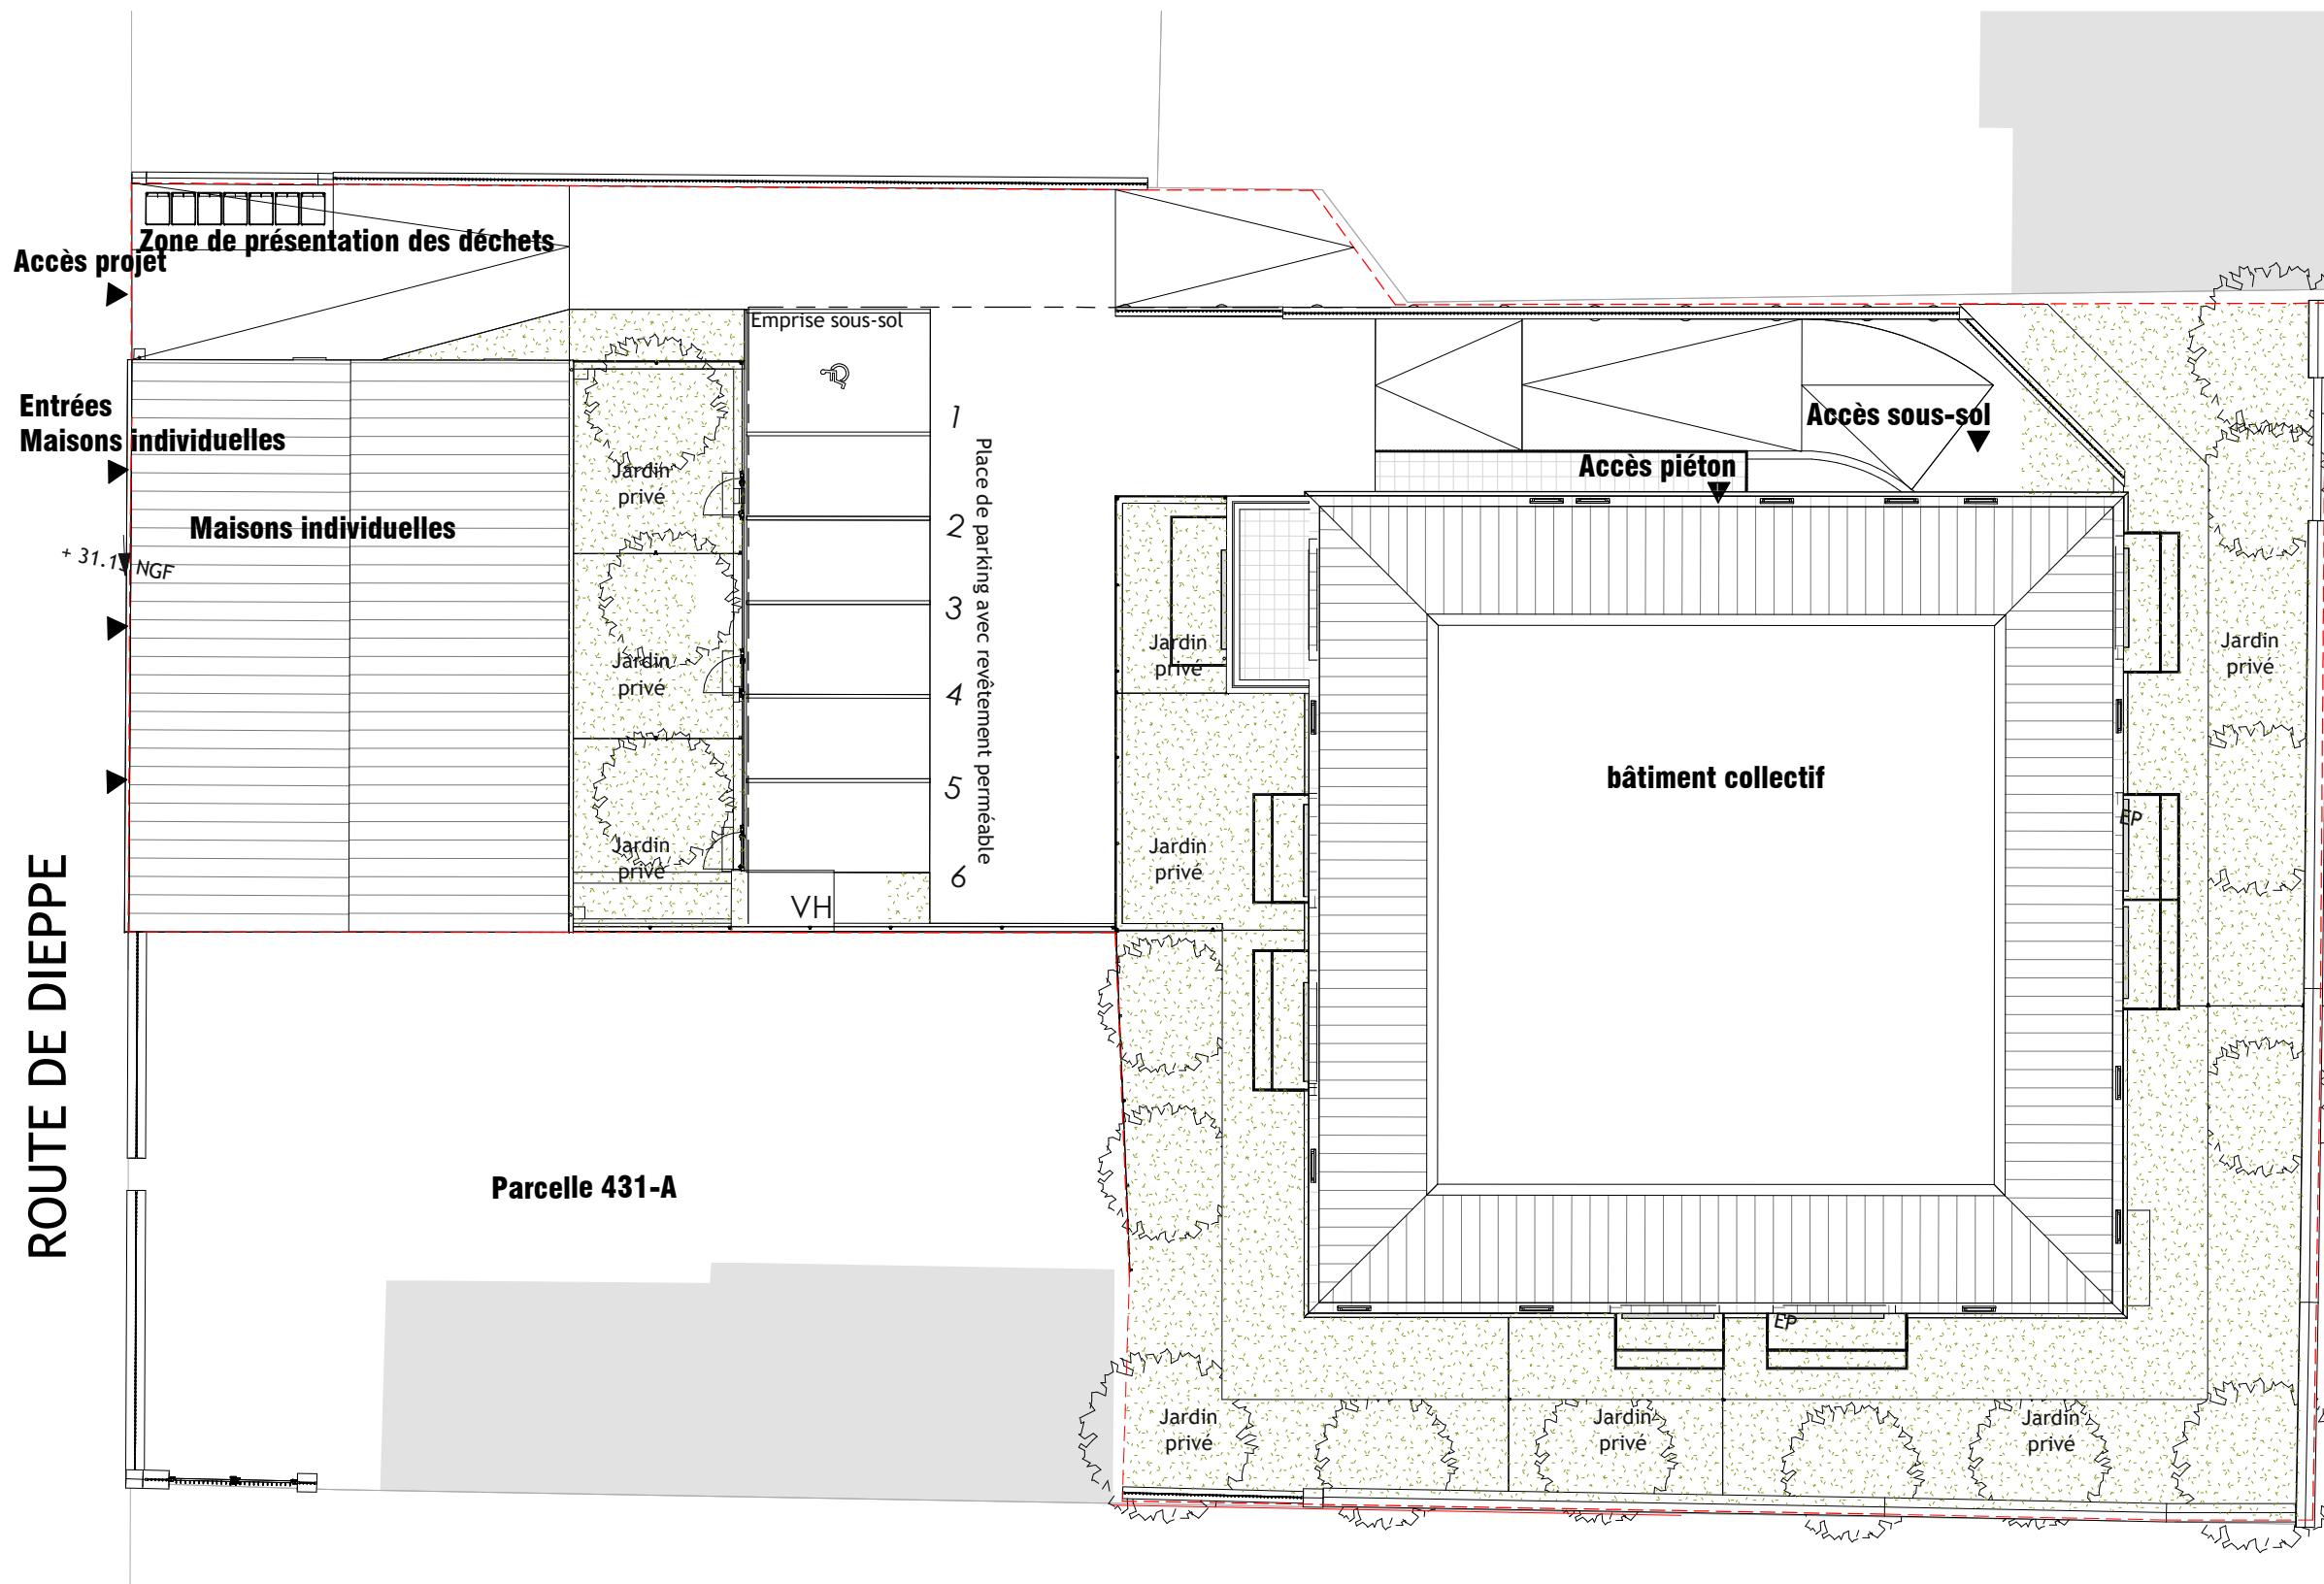 Zone de présentation des déchets
Accès projet
Emprise sous-sol
Entrées
Maisons individuelles
Maisons individuelles
NGF
Jardin
privé
Jardin
privé
Jardin
privé
1
2
3
4
5
6
Place de parking avec revêtement perméable
VH
Accès sous-sol
Accès piéton
Jardin
privé
Jardin
privé
Jardin
privé
bâtiment collectif
EP
ROUTE DE DIEPPE
Parcelle 431-A
EP
Jardin
privé
Jardin
privé
Jardin
privé